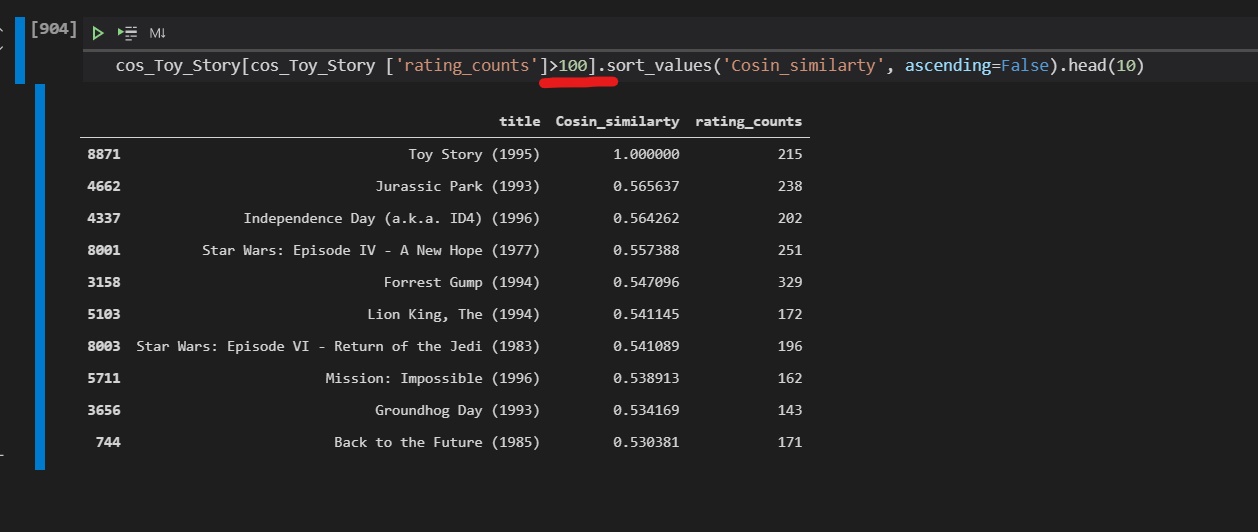 [904] M↓
cos_Toy_Story[cos_Toy_Story ['rating_counts']>100].sort_values('Cosin_similarty', ascending=False).head(10)
title Cosin_similarty rating_counts
8871 Toy Story (1995) 1.000000 215
4662 Jurassic Park (1993) 0.565637 238
4337 Independence Day (a.k.a. ID4) (1996) 0.564262 202
8001 Star Wars: Episode IV - A New Hope (1977) 0.557388 251
3158 Forrest Gump (1994) 0.547096 329
5103 Lion King, The (1994) 0.541145 172
8003 Star Wars: Episode VI - Return of the Jedi (1983) 0.541089 196
5711 Mission: Impossible (1996) 0.538913 162
3656 Groundhog Day (1993) 0.534169 143
744 Back to the Future (1985) 0.530381 171